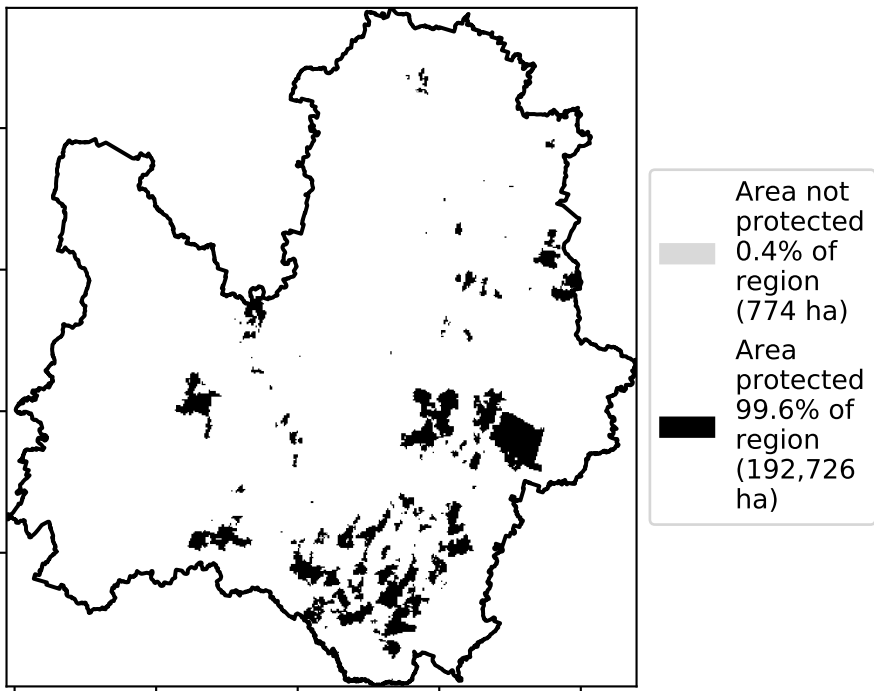 Area not
protected
0.4% of
region
(774 ha)
Area
protected
99.6% of
region
(192,726
ha)